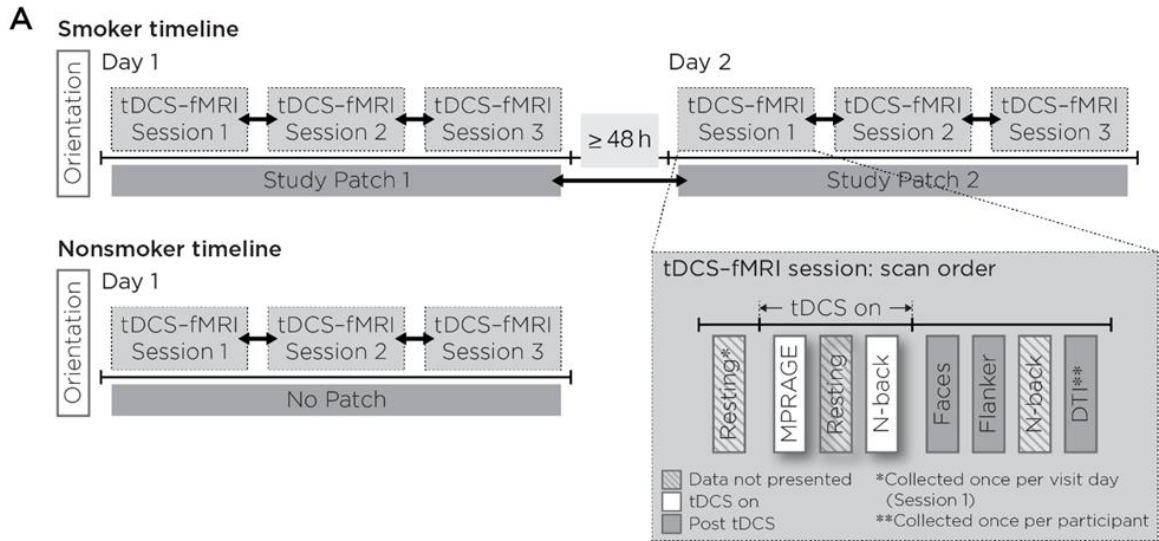 A
Smoker timeline
Orientation
Day 1
tDCS–fMRI
Session 1
tDCS–fMRI
Session 2
tDCS–fMRI
Session 3
Study Patch 1
≥ 48 h
Day 2
tDCS–fMRI
Session 1
tDCS–fMRI
Session 2
tDCS–fMRI
Session 3
Study Patch 2
Nonsmoker timeline
Orientation
Day 1
tDCS–fMRI
Session 1
tDCS–fMRI
Session 2
tDCS–fMRI
Session 3
No Patch
tDCS–fMRI session: scan order
tDCS on
Resting*
MPRAGE
Resting
N-back
Faces
Flanker
N-back
DTI**
Data not presented
tDCS on
Post tDCS
*Collected once per visit day
(Session 1)
**Collected once per participant